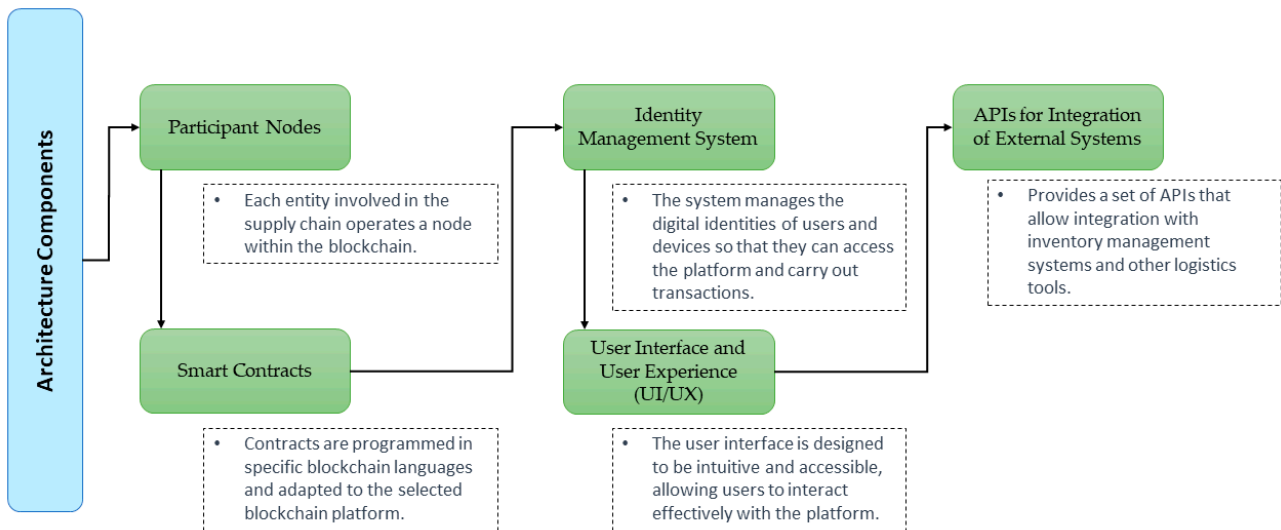 Architecture Components
Participant Nodes
• Each entity involved in the
supply chain operates a node
within the blockchain.
Smart Contracts
• Contracts are programmed in
specific blockchain languages
and adapted to the selected
blockchain platform.
Identity
Management System
• The system manages the
digital identities of users and
devices so that they can access
the platform and carry out
transactions.
User Interface and
User Experience
(UI/UX)
• The user interface is designed
to be intuitive and accessible,
allowing users to interact
effectively with the platform.
APIs for Integration
of External Systems
• Provides a set of APIs that
allow integration with
inventory management
systems and other logistics
tools.